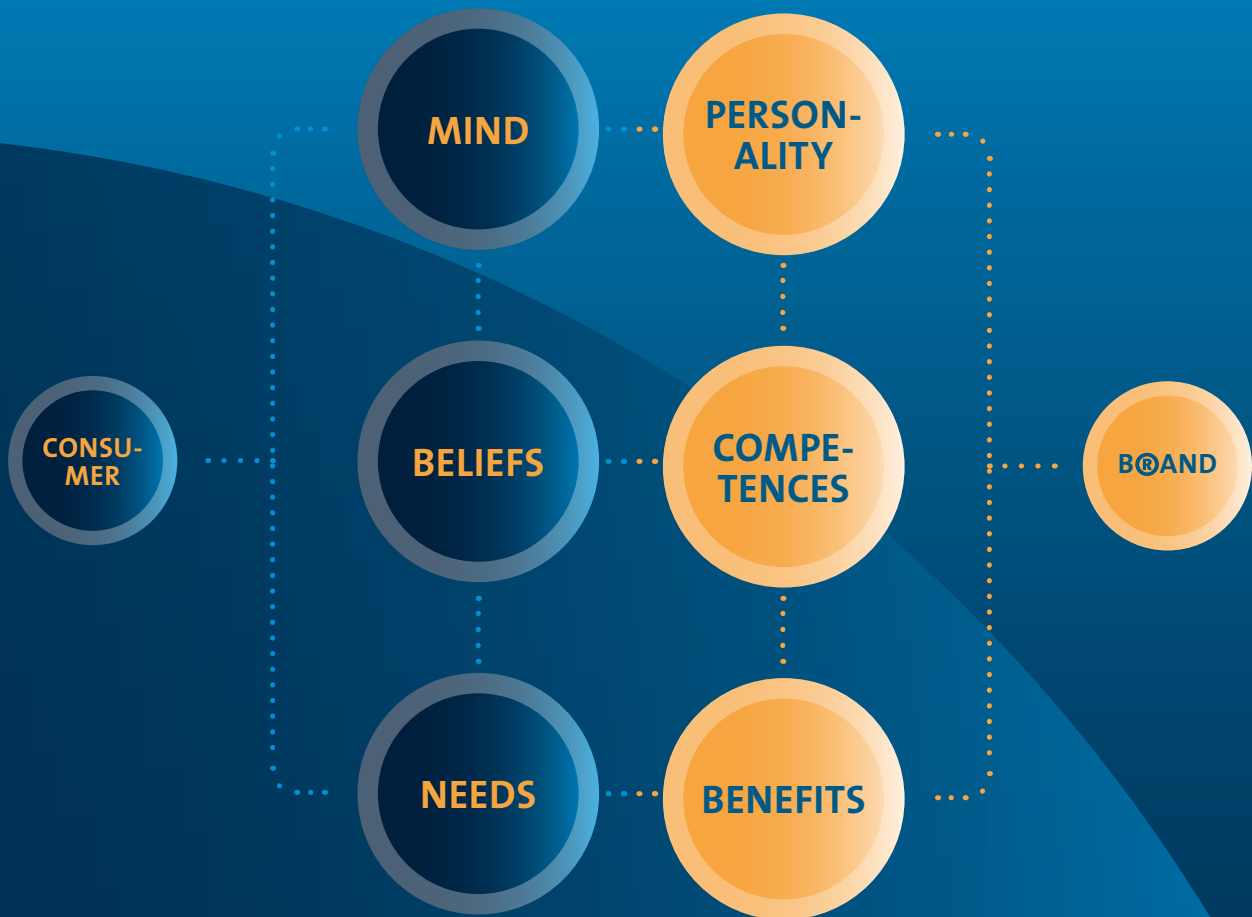 MIND
PERSON-
ALITY
CONSU-
MER
BELIEFS
COMPE-
TENCES
B®AND
NEEDS
BENEFITS